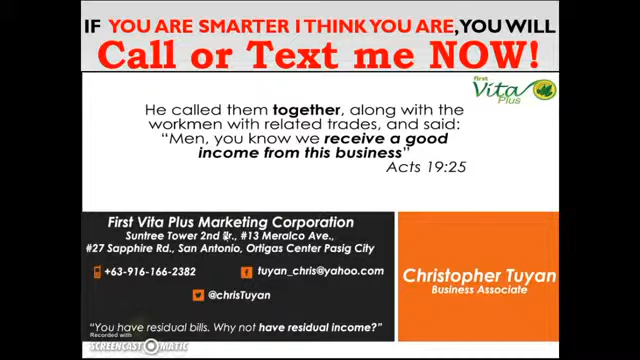 IF YOU ARE SMARTER I THINK YOU ARE, YOU WILL
Call or Text me NOW!
first
Vita
Plus
He called them together, along with the
workmen with related trades, and said:
“Men, you know we receive a good
income from this business”
Acts 19:25
First Vita Plus Marketing Corporation
Suntree Tower 2nd Flr., #13 Meralco Ave.,
#27 Sapphire Rd., San Antonio, Ortigas Center Pasig City
+63-916-166-2382
tuyan_chris@yahoo.com
@chrisTuyan
“You have residual bills. Why not have residual income?”
Christopher Tuyan
Business Associate
Recorded with
SCREENCAST-O-MATIC